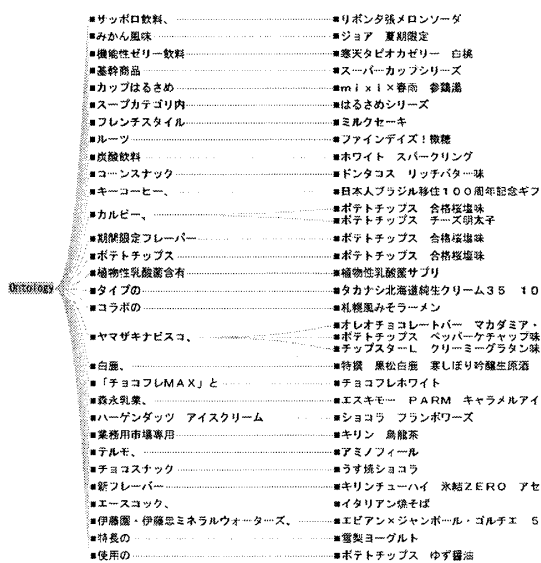 Ontology
■サッポロ飲料、 ■リボン夕張メロンソーダ
■みかん風味 ■ジョア 夏期限定
■機能性ゼリー飲料 ■寒天タピオカゼリー 白桃
■基幹商品 ■スーパーカップシリーズ
■カップはるさめ ■mixi×春雨 参鶏湯
■スープカテゴリ内 ■はるさめシリーズ
■フレンチスタイル ■ミルクセーキ
■ルーツ ■ファインデイズ！微糖
■炭酸飲料 ■ホワイト スパークリング
■コーンスナック ■ドンタコス リッチバター味
■キーコーヒー、 ■日本人ブラジル移住100周年記念ギフ
■カルビー、 ■ポテトチップス 合格桜塩味
■ポテトチップス チーズ明太子
■期間限定フレーバー ■ポテトチップス 合格桜塩味
■ポテトチップス ■ポテトチップス 合格桜塩味
■植物性乳酸菌含有 ■植物性乳酸菌サプリ
■タイプの ■タカナシ北海道純生クリーム35 10
■コラボの ■札幌風みそラーメン
■ヤマザキナビスコ、 ■オレオチョコレートバー マカダミア・
■ポテトチップス ペッパーケチャップ味
■チップスターL クリーミーグラタン味
■白鹿、 ■特撰 黒松白鹿 寒しぼり吟醸生原酒
■「チョコフレMAX」と ■チョコフレホワイト
■森永乳業、 ■エスキモー PARM キャラメルアイ
■ハーゲンダッツ アイスクリーム ■ショコラ フランボワーズ
■業務用市場専用 ■キリン 烏龍茶
■テルモ、 ■アミノフィール
■チョコスナック ■うす焼ショコラ
■新フレーバー ■キリンチューハイ 氷結ZERO アセ
■エースコック、 ■イタリアン焼そば
■伊藤園・伊藤忠ミネラルウォーターズ、 ■エビアン×ジャンポール・ゴルチエ 5
■特長の ■雪梨ヨーグルト
■使用の ■ポテトチップス ゆず醤油